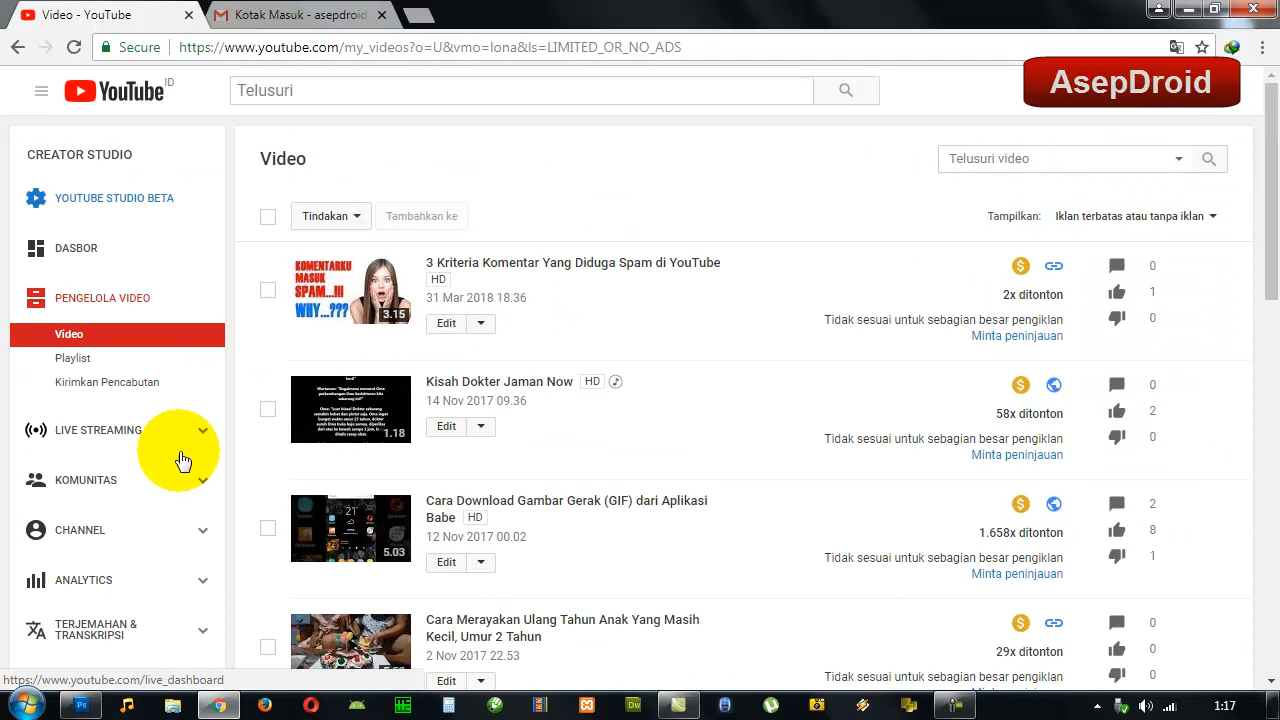 Video - YouTube
Kotak Masuk - asepdroid
Secure
https://www.youtube.com/my_videos?o=U&vmo=lona&ls=LIMITED_OR_NO_ADS
YouTube ID
Telusuri
AsepDroid
CREATOR STUDIO
YOUTUBE STUDIO BETA
DASBOR
PENGELOLA VIDEO
Video
Playlist
Kirimkan Pencabutan
LIVE STREAMING
KOMUNITAS
CHANNEL
ANALYTICS
TERJEMAHAN &
TRANSKRIPSI
https://www.youtube.com/live_dashboard
Video
Telusuri video
Tindakan
Tambahkan ke
Tampilkan:
Iklan terbatas atau tanpa iklan
KOMENTARKU
MASUK
SPAM...!!!
WHY...???
3.15
3 Kriteria Komentar Yang Diduga Spam di YouTube
HD
31 Mar 2018 18.36
Edit
2x ditonton
Tidak sesuai untuk sebagian besar pengiklan
Minta peninjauan
0
1
0
1.18
Kisah Dokter Jaman Now
HD
14 Nov 2017 09.36
Edit
58x ditonton
Tidak sesuai untuk sebagian besar pengiklan
Minta peninjauan
0
2
0
21°
5.03
Cara Download Gambar Gerak (GIF) dari Aplikasi
Babe HD
12 Nov 2017 00.02
Edit
1.658x ditonton
Tidak sesuai untuk sebagian besar pengiklan
Minta peninjauan
2
8
1
Cara Merayakan Ulang Tahun Anak Yang Masih
Kecil, Umur 2 Tahun
2 Nov 2017 22.53
Edit
29x ditonton
Tidak sesuai untuk sebagian besar pengiklan
0
0
0
1:17